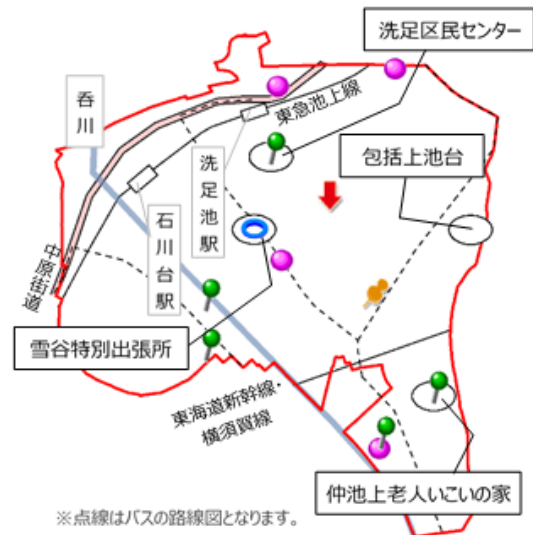 洗足区民センター
東急池上線
呑川
包括上池台
洗足池駅
石川台駅
中原街道
雪谷特別出張所
東海道新幹線・
横須賀線
仲池上老人いこいの家
※点線はバスの路線図となります。